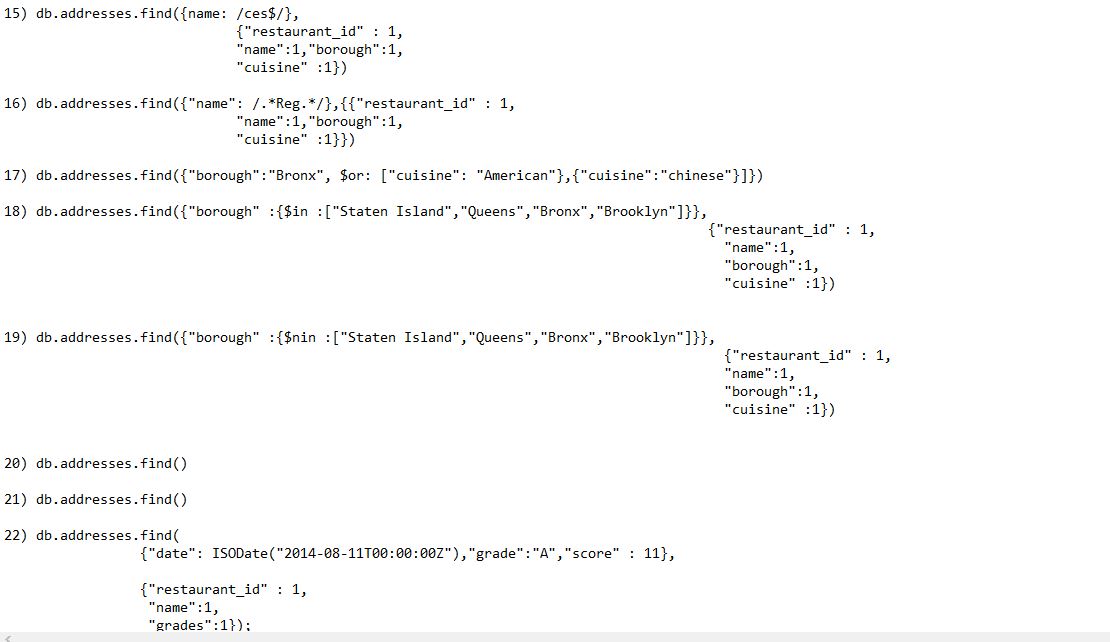 15) db.addresses.find({name: /ces$/},
{"restaurant_id" : 1,
"name":1,"borough":1,
"cuisine" :1})
16) db.addresses.find({"name": /.*Reg.*/},{{"restaurant_id" : 1,
"name":1,"borough":1,
"cuisine" :1}})
17) db.addresses.find({"borough":"Bronx", $or: ["cuisine": "American"},{"cuisine":"chinese"}]})
18) db.addresses.find({"borough" :{$in :["Staten Island","Queens","Bronx","Brooklyn"]}},
{"restaurant_id" : 1,
"name":1,
"borough":1,
"cuisine" :1})
19) db.addresses.find({"borough" :{$nin :["Staten Island","Queens","Bronx","Brooklyn"]}},
{"restaurant_id" : 1,
"name":1,
"borough":1,
"cuisine" :1})
20) db.addresses.find()
21) db.addresses.find()
22) db.addresses.find(
{"date": ISODate("2014-08-11T00:00:00Z"),"grade":"A","score" : 11},
{"restaurant_id" : 1,
"name":1,
"grades":1});